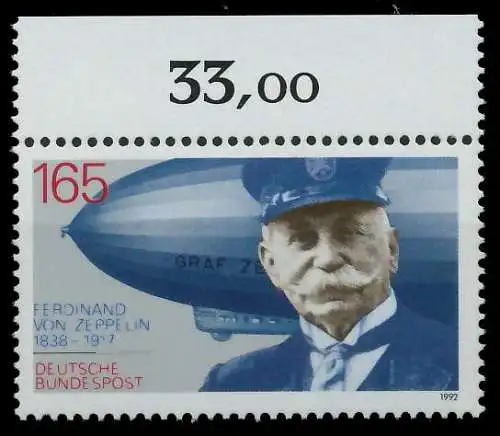 33,00
165
GRAF ZE
FERDINAND
VON ZEPPELIN
1838 - 1917
DEUTSCHE
BUNDESPOST
1992